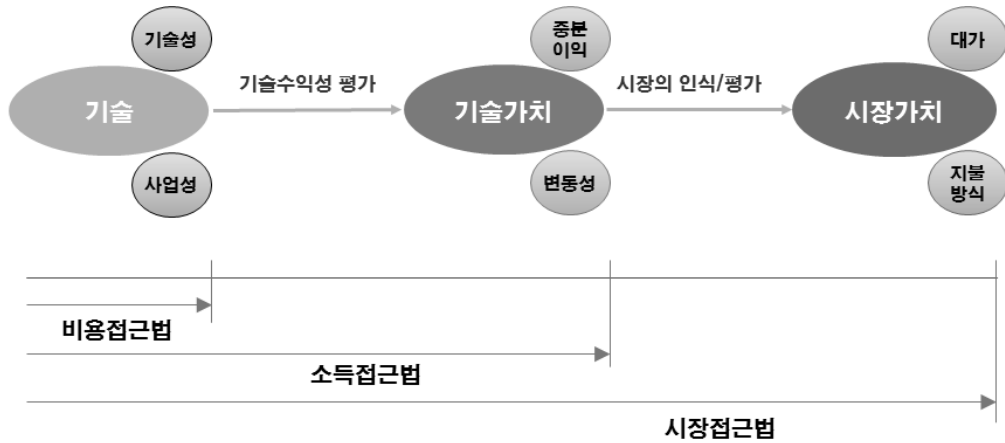 기술성
중분
이익
대가
기술수익성 평가
시장의 인식/평가
기술
기술가치
시장가치
사업성
변동성
지불
방식
비용접근법
소득접근법
시장접근법